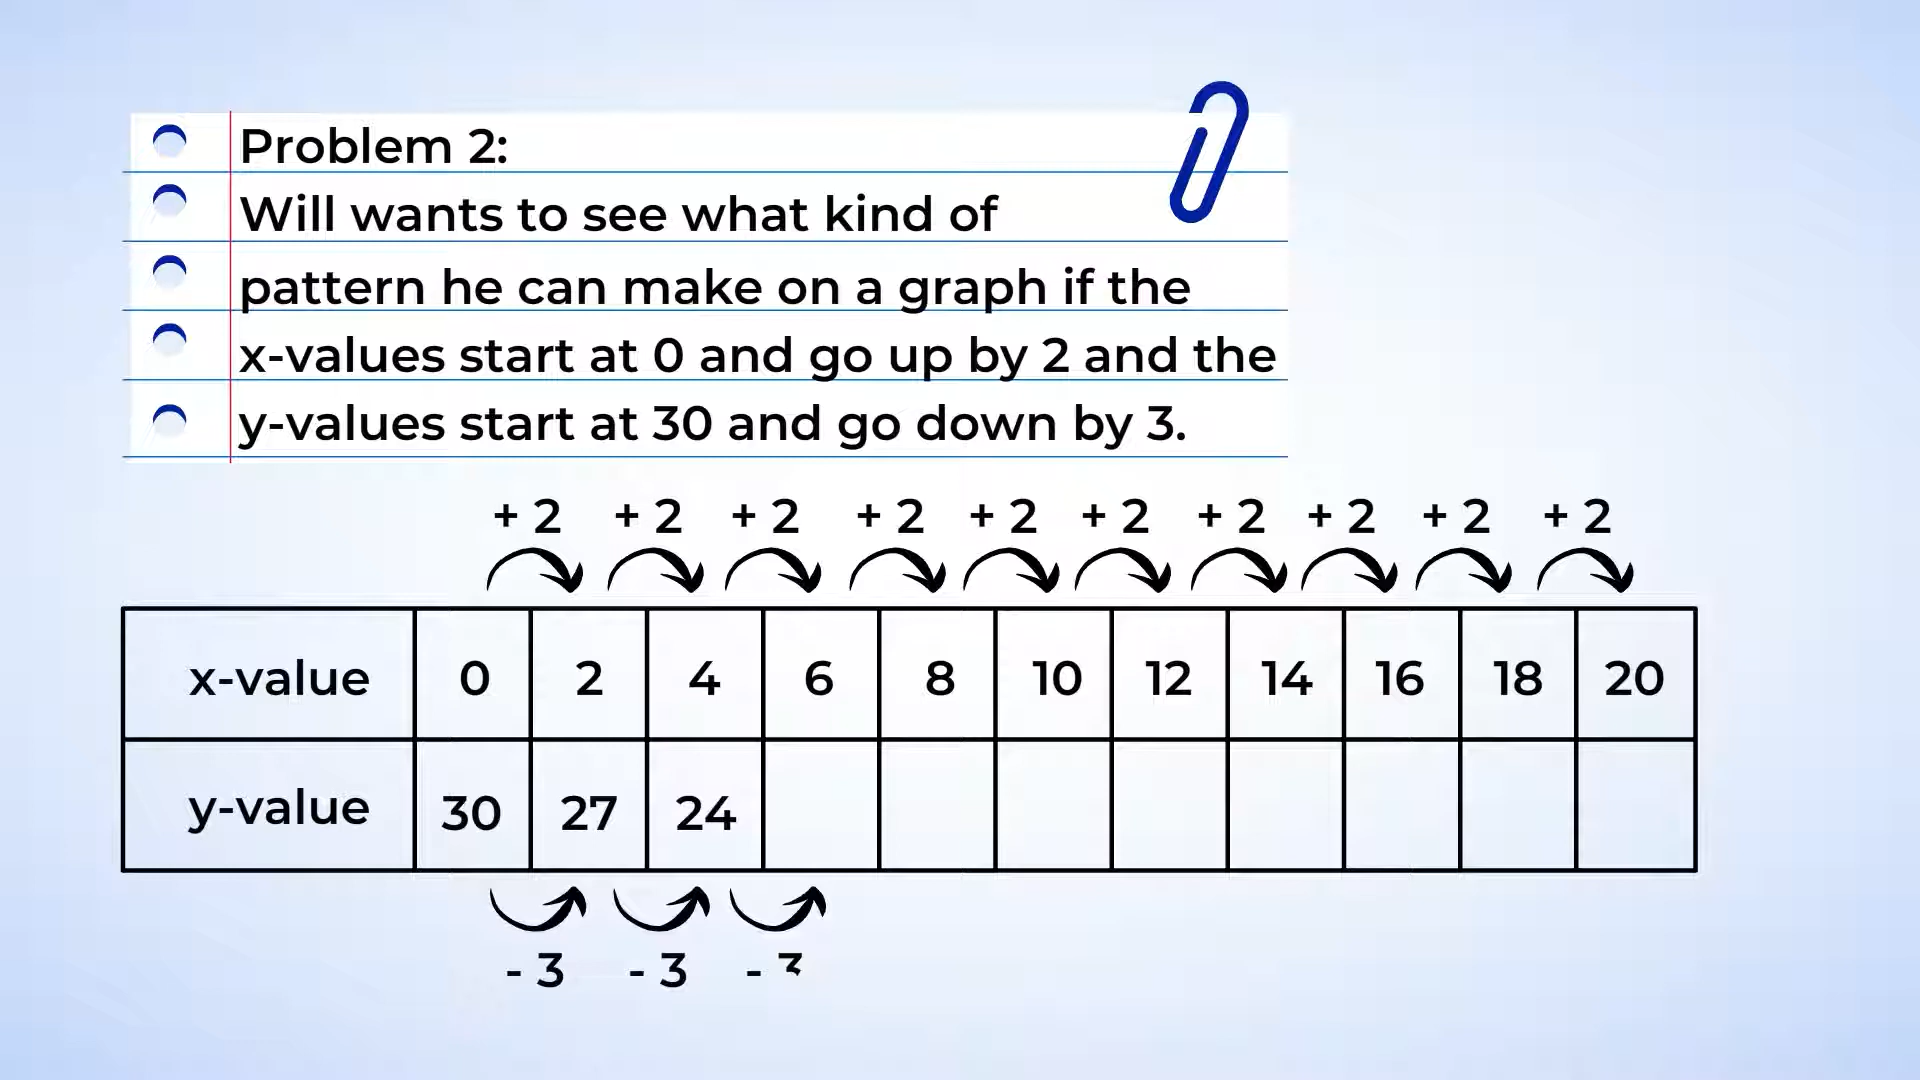 Problem 2:
Will wants to see what kind of
pattern he can make on a graph if the
x-values start at 0 and go up by 2 and the
y-values start at 30 and go down by 3.
+ 2 + 2 + 2 + 2 + 2 + 2 + 2 + 2 + 2 + 2
x-value 0 2 4 6 8 10 12 14 16 18 20
y-value 30 27 24
- 3 - 3 -